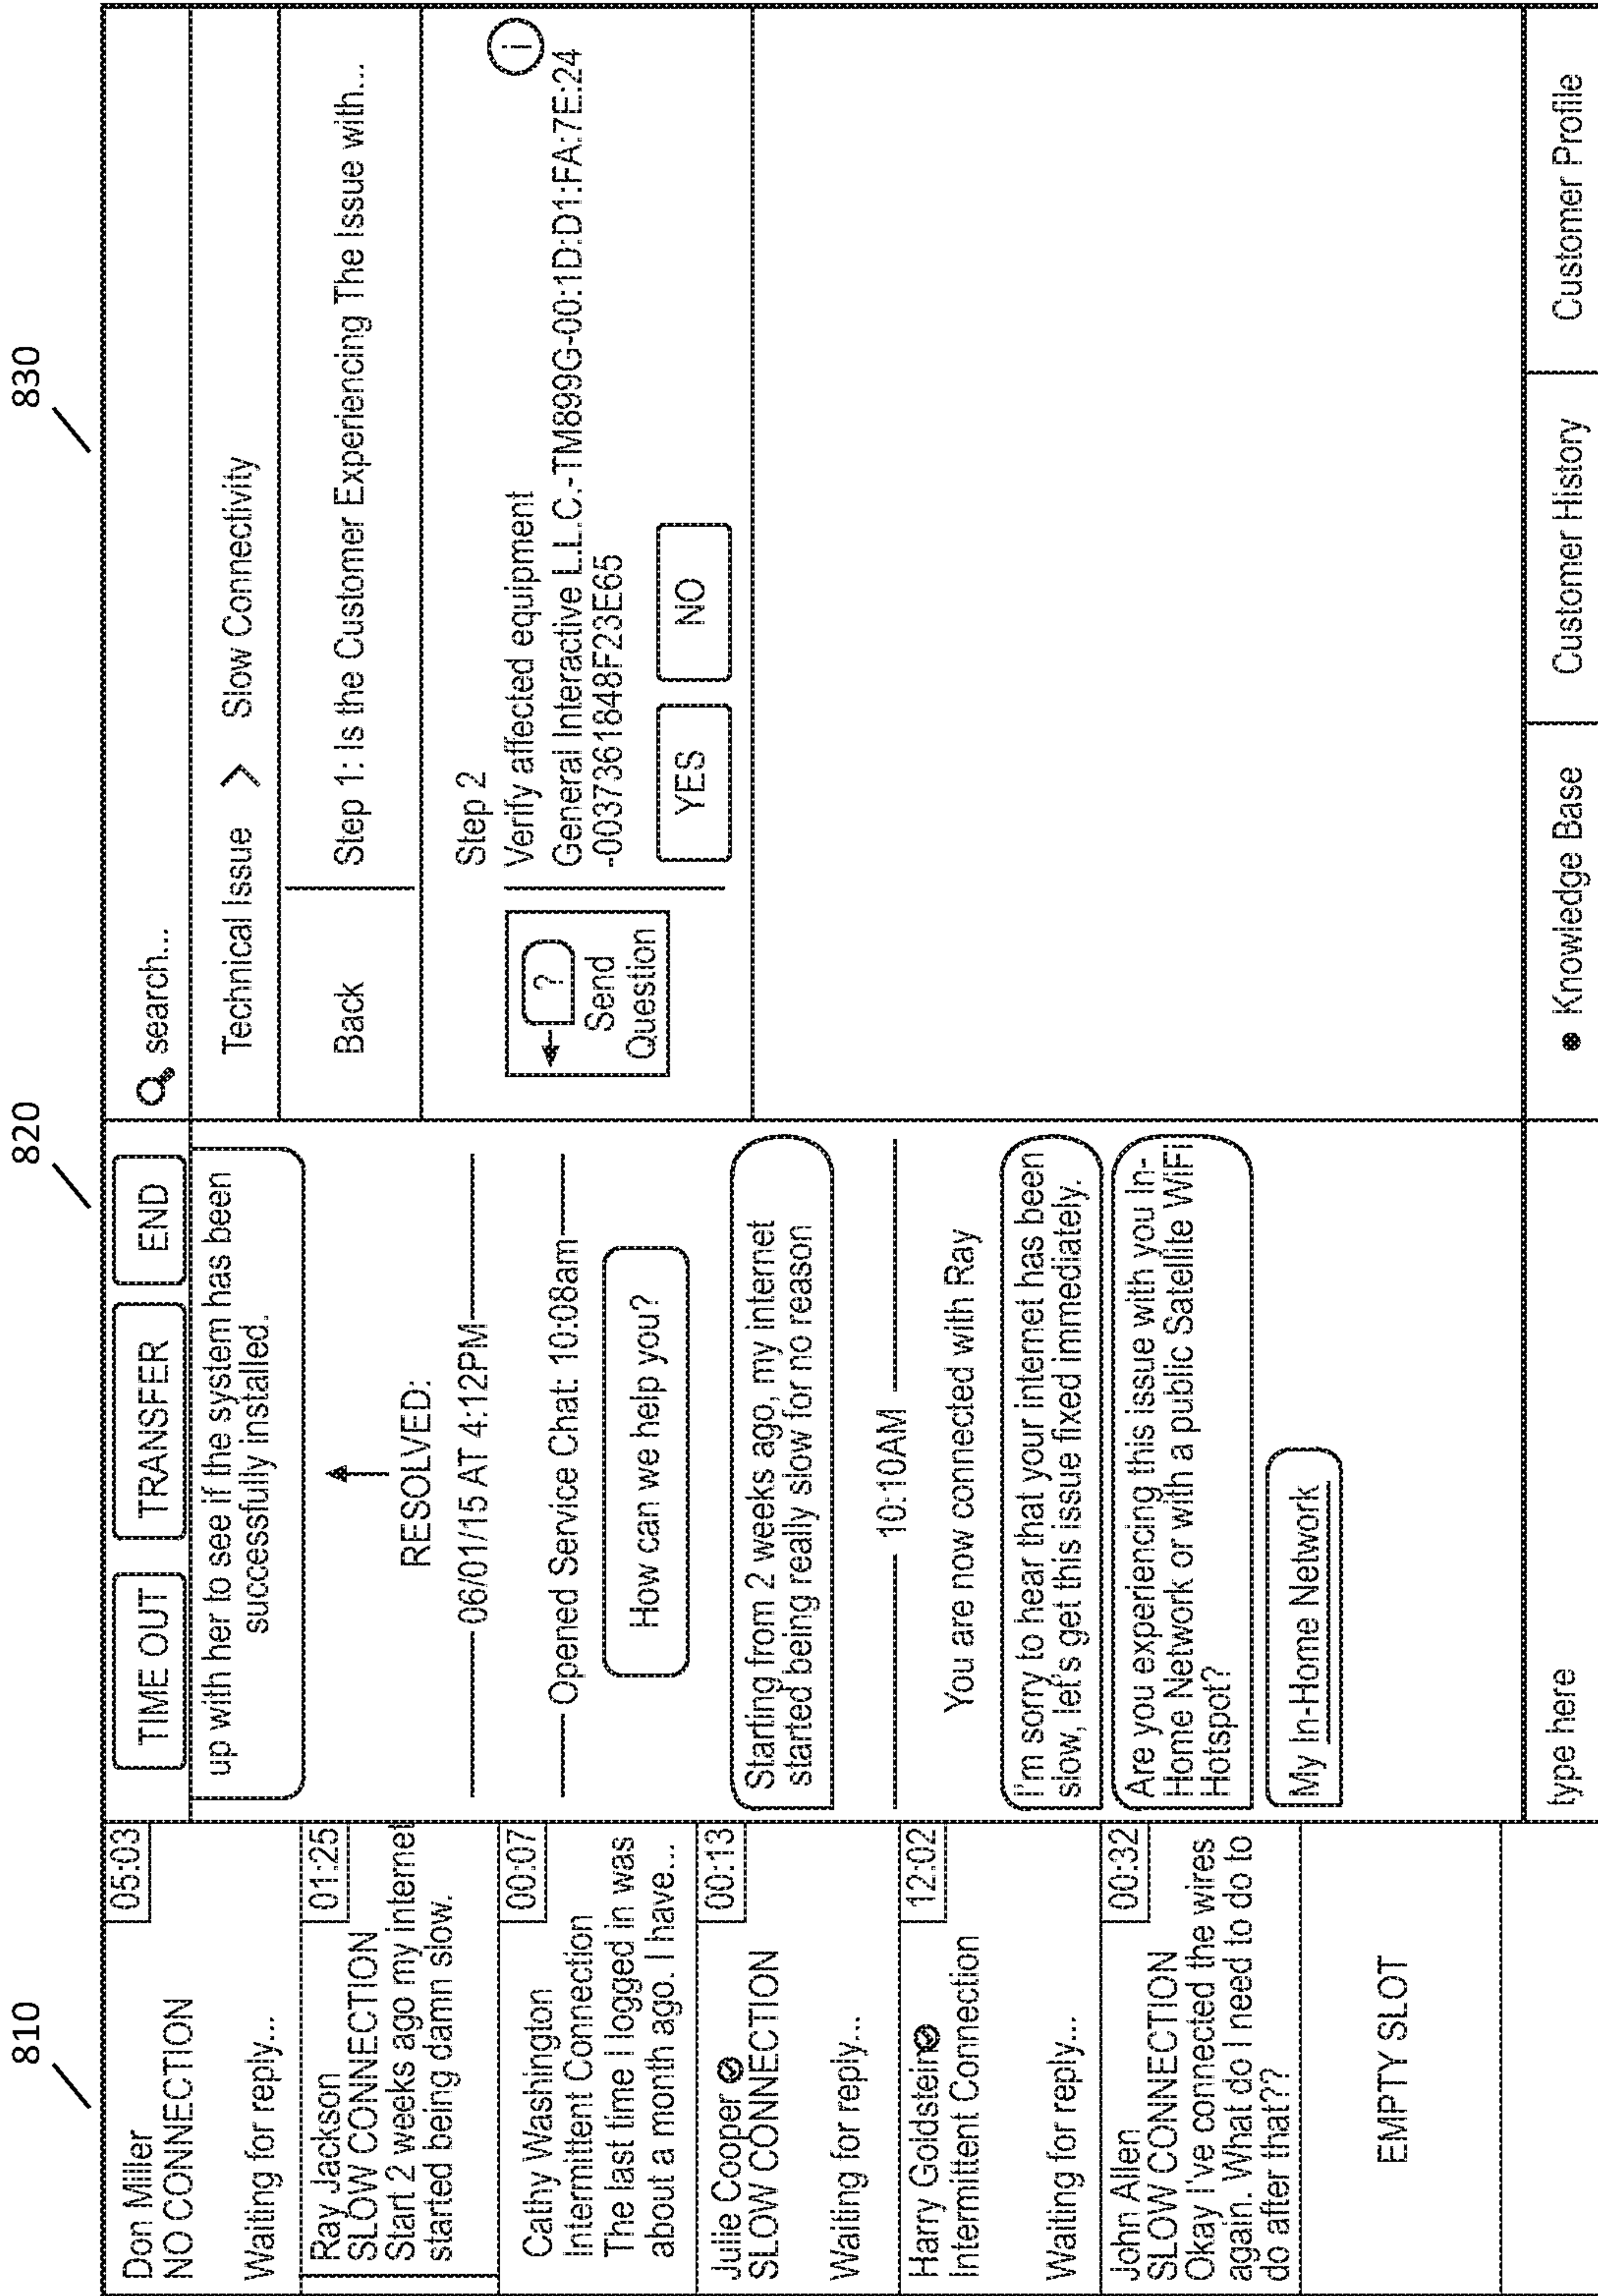 810
820
830
Don Miller
05:03
NO CONNECTION
Waiting for reply...
Ray Jackson
01:25
SLOW CONNECTION
Start 2 weeks ago my internet
started being damn slow.
Cathy Washington
00:07
Intermittent Connection
The last time I logged in was
about a month ago. I have...
Julie Cooper
00:13
SLOW CONNECTION
Waiting for reply...
Harry Goldstein
12:02
Intermittent Connection
Waiting for reply...
John Allen
00:32
SLOW CONNECTION
Okay I've connected the wires
again. What do I need to do to
do after that??
EMPTY SLOT
TIME OUT
TRANSFER
END
up with her to see if the system has been
successfully installed.
RESOLVED:
06/01/15 AT 4:12PM
Opened Service Chat: 10:08am
How can we help you?
Starting from 2 weeks ago, my internet
started being really slow for no reason
10:10AM
You are now connected with Ray
I'm sorry to hear that your internet has been
slow, let's get this issue fixed immediately.
Are you experiencing this issue with you In-
Home Network or with a public Satellite WiFi
Hotspot?
My In-Home Network
type here
search...
Technical Issue > Slow Connectivity
Back
Step 1: Is the Customer Experiencing The Issue with...
? Send
Question
Step 2
Verify affected equipment
i
General Interactive L.L.C.-TM899G-00:1D:D1:FA:7E:24
-0037361848F23E65
YES
NO
• Knowledge Base
Customer History
Customer Profile